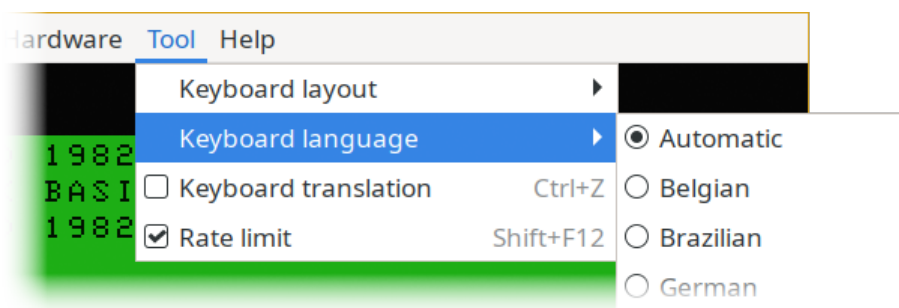 Hardware Tool Help
Keyboard layout
Keyboard language
Automatic
1982
BASI
Keyboard translation Ctrl+Z
Belgian
1982
Rate limit Shift+F12
Brazilian
German